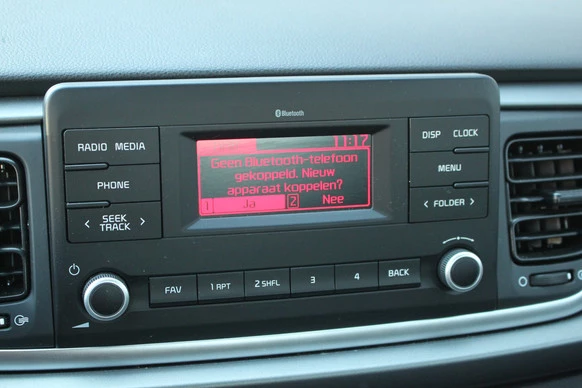 Bluetooth
RADIO MEDIA
PHONE
< SEEK TRACK >
11:17
Geen Bluetooth-telefoon
gekoppeld. Nieuw
apparaat koppelen?
1 Ja 2 Nee
DISP CLOCK
MENU
< FOLDER >
FAV 1 RPT 2 SHFL 3 4 BACK